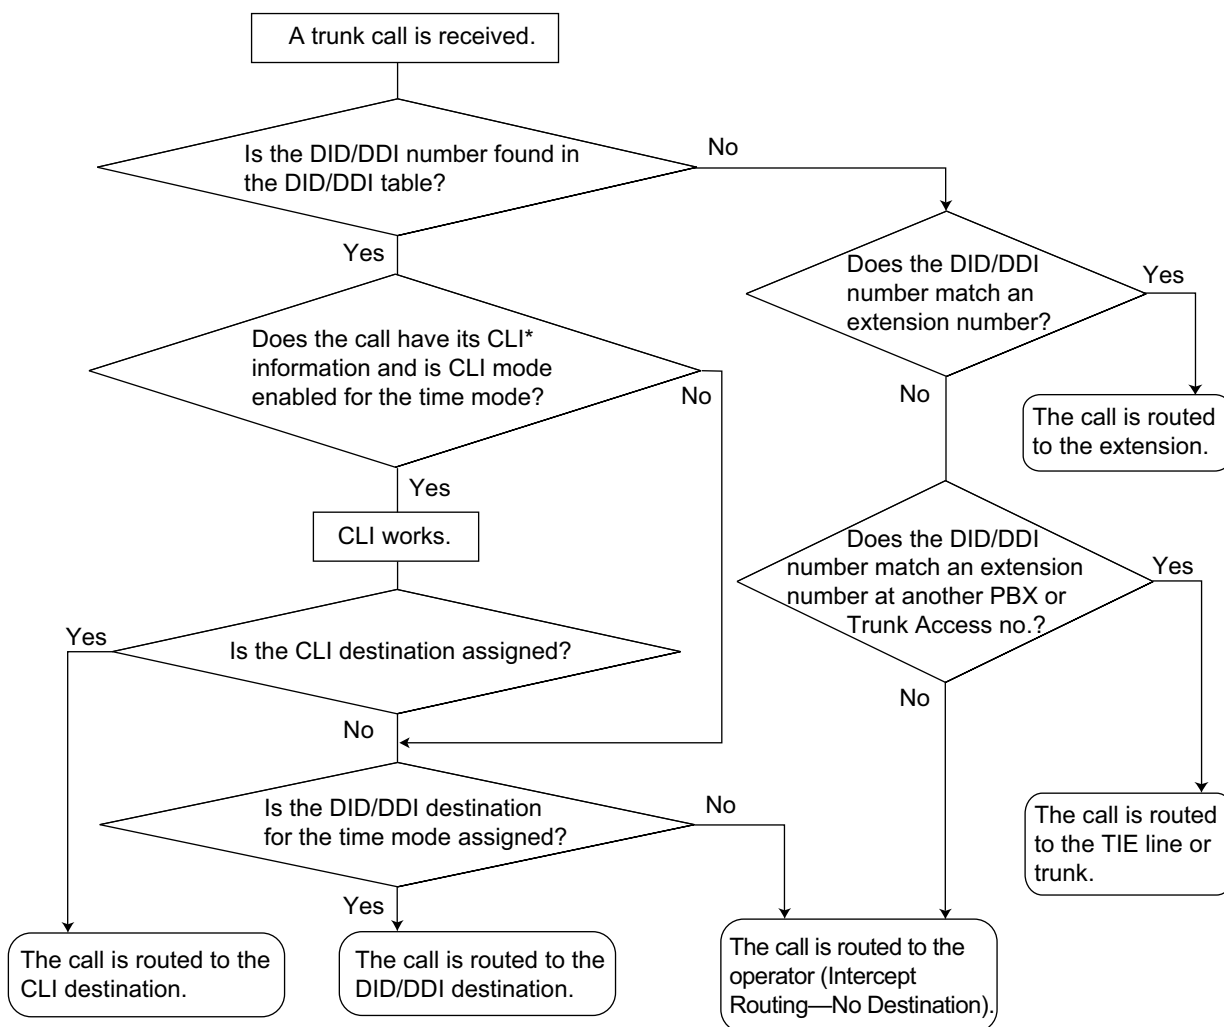 A trunk call is received.
Is the DID/DDI number found in
the DID/DDI table?
No
Yes
Does the DID/DDI
number match an
extension number?
Yes
No
The call is routed
to the extension.
Does the call have its CLI*
information and is CLI mode
enabled for the time mode?
No
Yes
CLI works.
Does the DID/DDI
number match an extension
number at another PBX or
Trunk Access no.?
Yes
No
Is the CLI destination assigned?
Yes
No
Is the DID/DDI destination
for the time mode assigned?
No
Yes
The call is routed
to the TIE line or
trunk.
The call is routed to the
CLI destination.
The call is routed to the
DID/DDI destination.
The call is routed to the
operator (Intercept
Routing—No Destination).